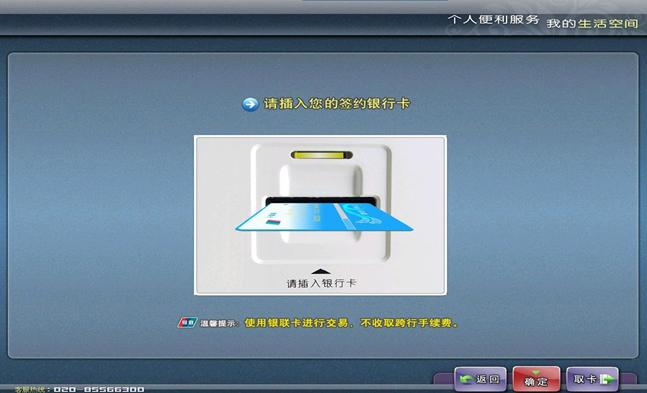 个人便利服务 我的生活空间
请插入您的签约银行卡
请插入银行卡
银联 温馨提示: 使用银联卡进行交易，不收取跨行手续费。
返回 确定 取卡
客服热线：020-85566300